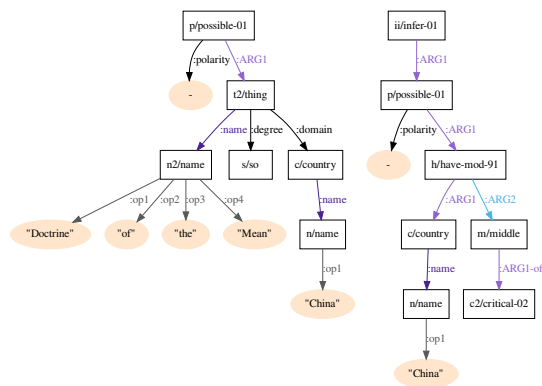 p/possible-01 ii/infer-01
:polarity :ARG1 :ARG1
- t2/thing p/possible-01
:name :degree :domain :polarity :ARG1
n2/name s/so c/country - h/have-mod-91
:op1 :op2 :op3 :op4 :name :ARG1 :ARG2
"Doctrine" "of" "the" "Mean" n/name c/country m/middle
:op1 :name :ARG1-of
"China" n/name c2/critical-02
:op1
"China"